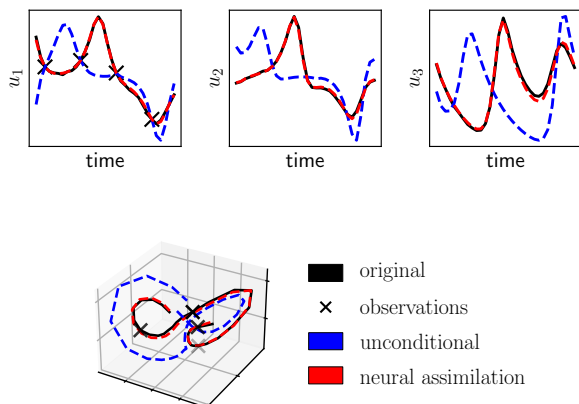 u₁
u₂
u₃
time
time
time
original
observations
unconditional
neural assimilation